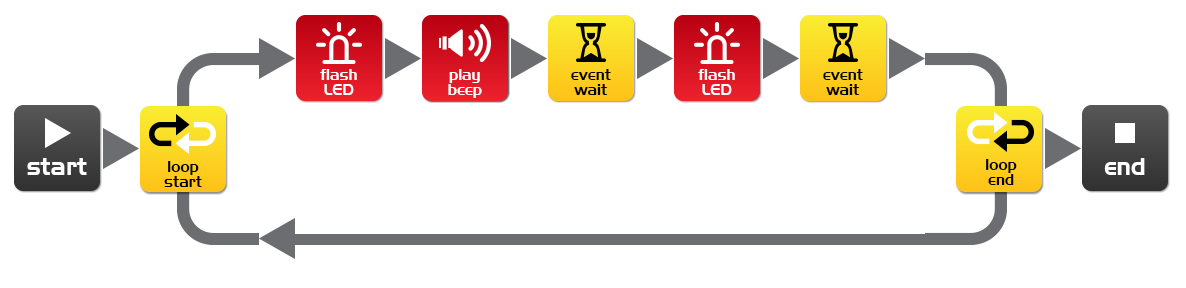 start
loop
start
flash
LED
play
beep
event
wait
flash
LED
event
wait
loop
end
end